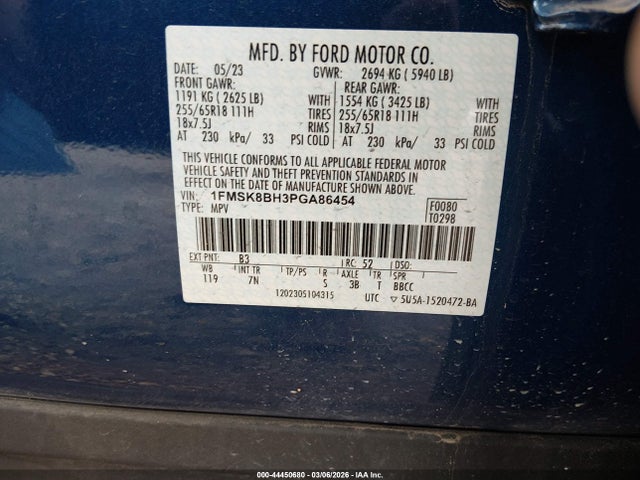 MFD. BY FORD MOTOR CO.
DATE: 05/23 GVWR: 2694 KG ( 5940 LB)
FRONT GAWR: REAR GAWR:
1191 KG ( 2625 LB) WITH 1554 KG ( 3425 LB) WITH
255/65R18 111H TIRES 255/65R18 111H TIRES
18x7.5J RIMS 18x7.5J RIMS
AT 230 kPa/ 33 PSI COLD AT 230 kPa/ 33 PSI COLD
THIS VEHICLE CONFORMS TO ALL APPLICABLE FEDERAL MOTOR
VEHICLE SAFETY AND THEFT PREVENTION STANDARDS IN
EFFECT ON THE DATE OF MANUFACTURE SHOWN ABOVE.
VIN: 1FMSK8BH3PGA86454 F0080
TYPE: MPV T0298
EXT PNT: B3 RC: 52 DSO:
WB INT TR TP/PS R AXLE TR SPR
119 7N S 3B T BBCC
1202305104315 UTC ▽ 5U5A-1520472-BA
000-44450680 | 03/06/2026 | IAA Inc.